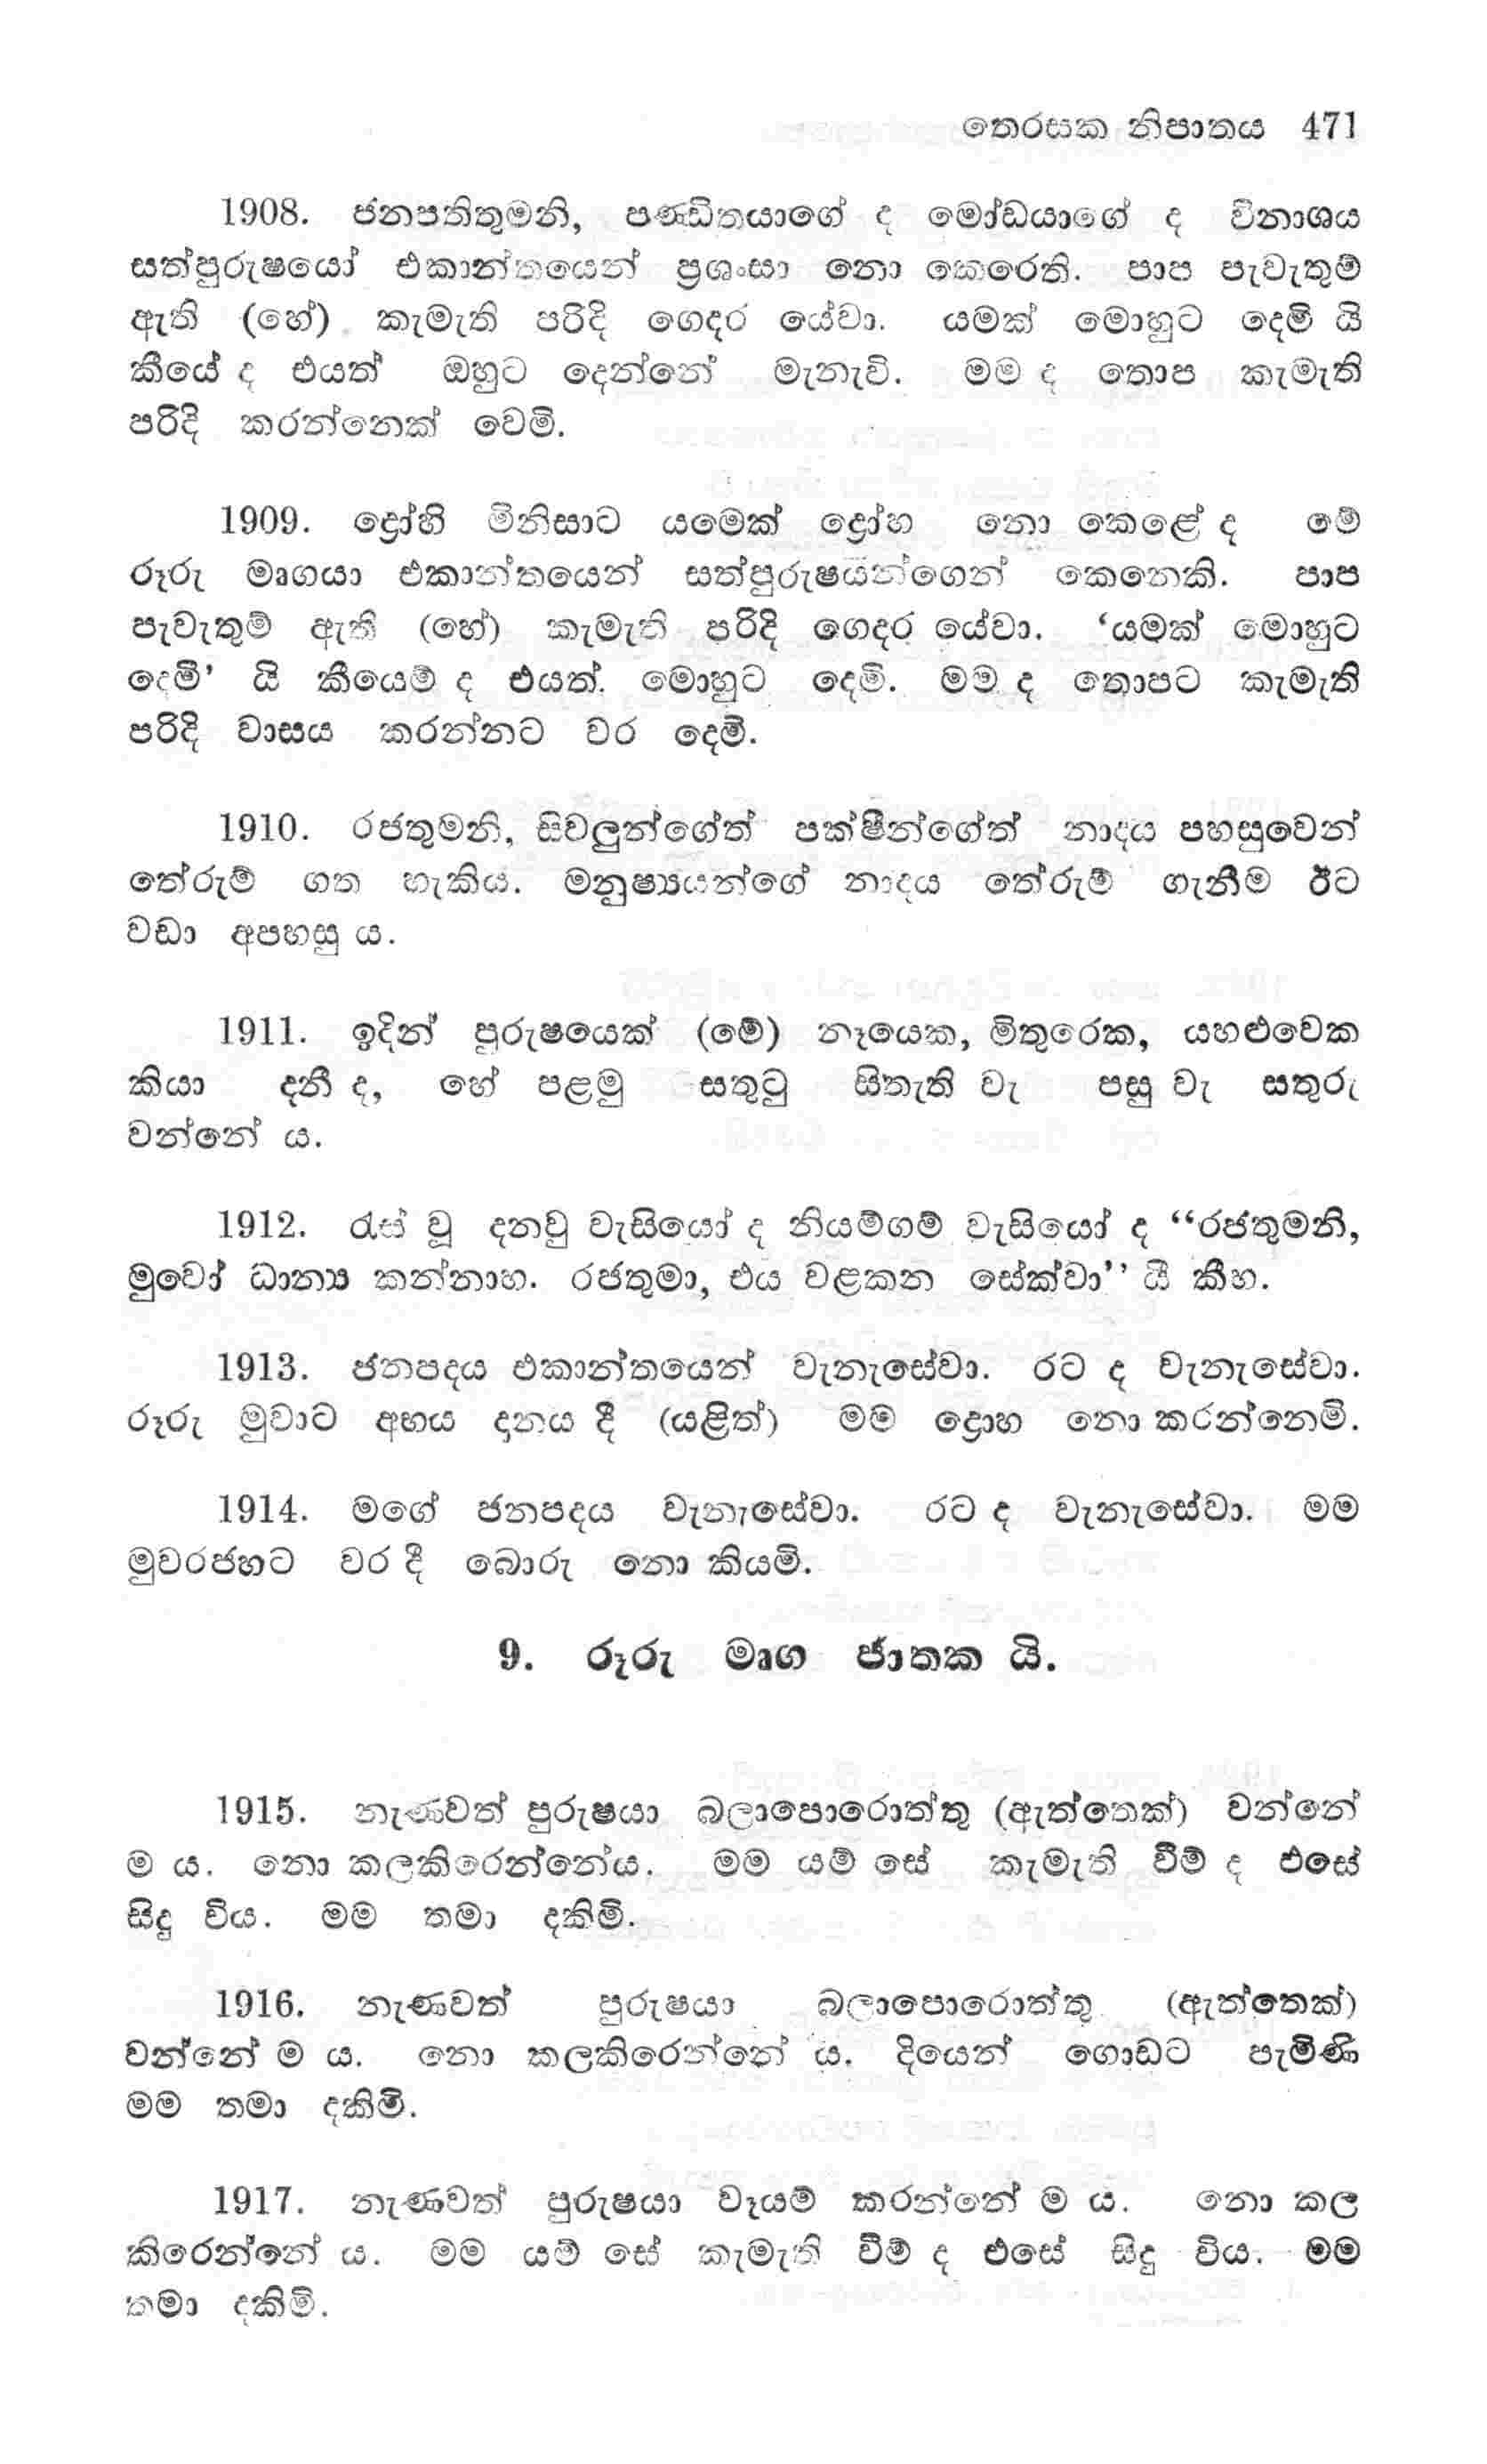 තෙරසක නිපාතය 471
1908. ජනපතිතුමනි, පණ්ඩිතයාගේ ද මෝඩයාගේ ද විනාශය
සත්පුරුෂයෝ එකාන්තයෙන් ප්‍රශංසා නො කෙරෙති. පාප පැවැතුම්
ඇති (හේ) කැමැති පරිදි ගෙදර යේවා. යමක් මොහුට දෙමි යි
කීයේ ද එයත් ඔහුට දෙන්නේ මැනැවි. මම ද තොප කැමැති
පරිදි කරන්නෙක් වෙමි.
1909. ද්‍රෝහි මිනිසාට යමෙක් ද්‍රෝහ නො කෙළේ ද මේ
රූරු මෘගයා එකාන්තයෙන් සත්පුරුෂයන්ගෙන් කෙනෙකි. පාප
පැවැතුම් ඇති (හේ) කැමැති පරිදි ගෙදර යේවා. ‘යමක් මොහුට
දෙමි’ යි කීයෙම් ද එයත් මොහුට දෙමි. මම ද තොපට කැමැති
පරිදි වාසය කරන්නට වර දෙමි.
1910. රජතුමනි, සිවලුන්ගේත් පක්ෂීන්ගේත් නාදය පහසුවෙන්
තේරුම් ගත හැකිය. මනුෂ්‍යයන්ගේ නාදය තේරුම් ගැනීම ඊට
වඩා අපහසු ය.
1911. ඉදින් පුරුෂයෙක් (මේ) නෑයෙක, මිතුරෙක, යහළුවෙක
කියා දනී ද, හේ පළමු සතුටු සිතැති වැ පසු වැ සතුරු
වන්නේ ය.
1912. රැස් වූ දනවු වැසියෝ ද නියම්ගම් වැසියෝ ද “රජතුමනි,
මුවෝ ධාන්‍ය කන්නාහ. රජතුමා, එය වළකන සේක්වා” යී කීහ.
1913. ජනපදය එකාන්තයෙන් වැනැසේවා. රට ද වැනැසේවා.
රූරු මුවාට අභය දානය දී (යළිත්) මම ද්‍රොහ නො කරන්නෙමි.
1914. මගේ ජනපදය වැනැසේවා. රට ද වැනැසේවා. මම
මුවරජහට වර දී බොරු නො කියමි.
9. රූරු මෘග ජාතක යි.
1915. නැණවත් පුරුෂයා බලාපොරොත්තු (ඇත්තෙක්) වන්නේ
ම ය. නො කලකිරෙන්නේය. මම යම් සේ කැමැති වීම් ද එසේ
සිදු විය. මම තමා දකිමි.
1916. නැණවත් පුරුෂයා බලාපොරොත්තු (ඇත්තෙක්)
වන්නේ ම ය. නො කලකිරෙන්නේ ය. දියෙන් ගොඩට පැමිණි
මම තමා දකිමි.
1917. නැණවත් පුරුෂයා වෑයම් කරන්නේ ම ය. නො කල
කිරෙන්නේ ය. මම යම් සේ කැමැති වීම් ද එසේ සිදු විය. මම
තමා දකිමි.